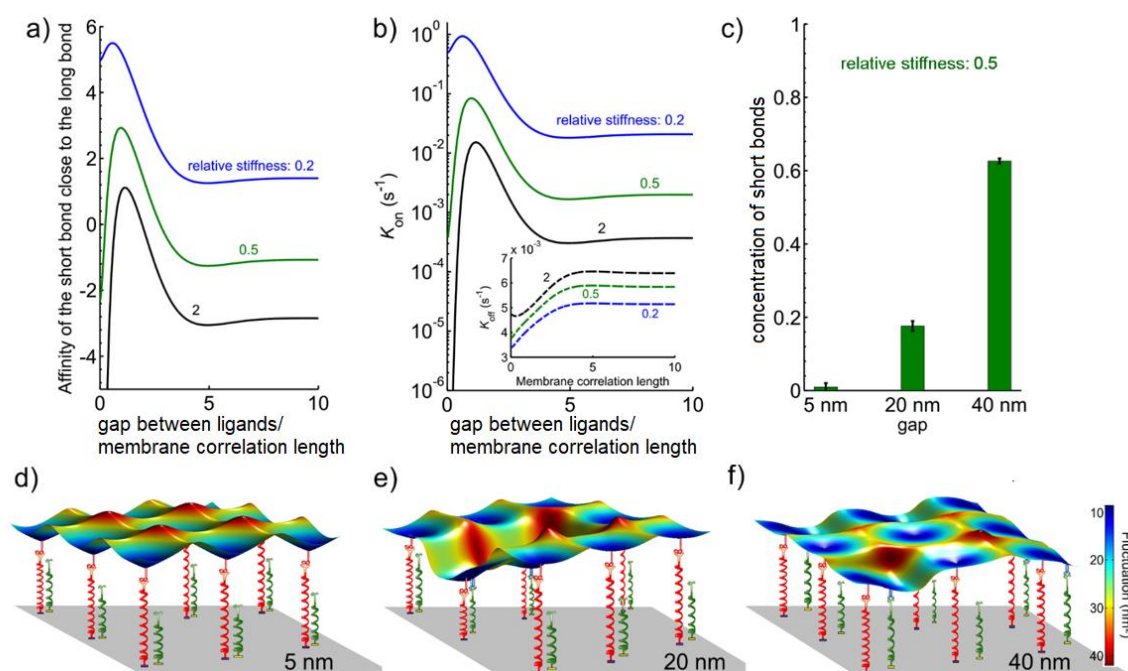 a)
Affinity of the short bond close to the long bond
6
4
2
0
-2
-4
relative stiffness: 0.2
0.5
2
0 5 10
gap between ligands/
membrane correlation length
b)
K_on (s⁻¹)
10⁰
10⁻¹
10⁻²
10⁻³
10⁻⁴
10⁻⁵
10⁻⁶
relative stiffness: 0.2
0.5
2
x 10⁻³
K_off (s⁻¹)
7
6
5
4
3
2
0.5
0.2
0 5 10
Membrane correlation length
0 5 10
gap between ligands/
membrane correlation length
c)
concentration of short bonds
1
0.8
0.6
0.4
0.2
0
relative stiffness: 0.5
5 nm 20 nm 40 nm
gap
d)
5 nm
e)
20 nm
f)
40 nm
10
20
30
40